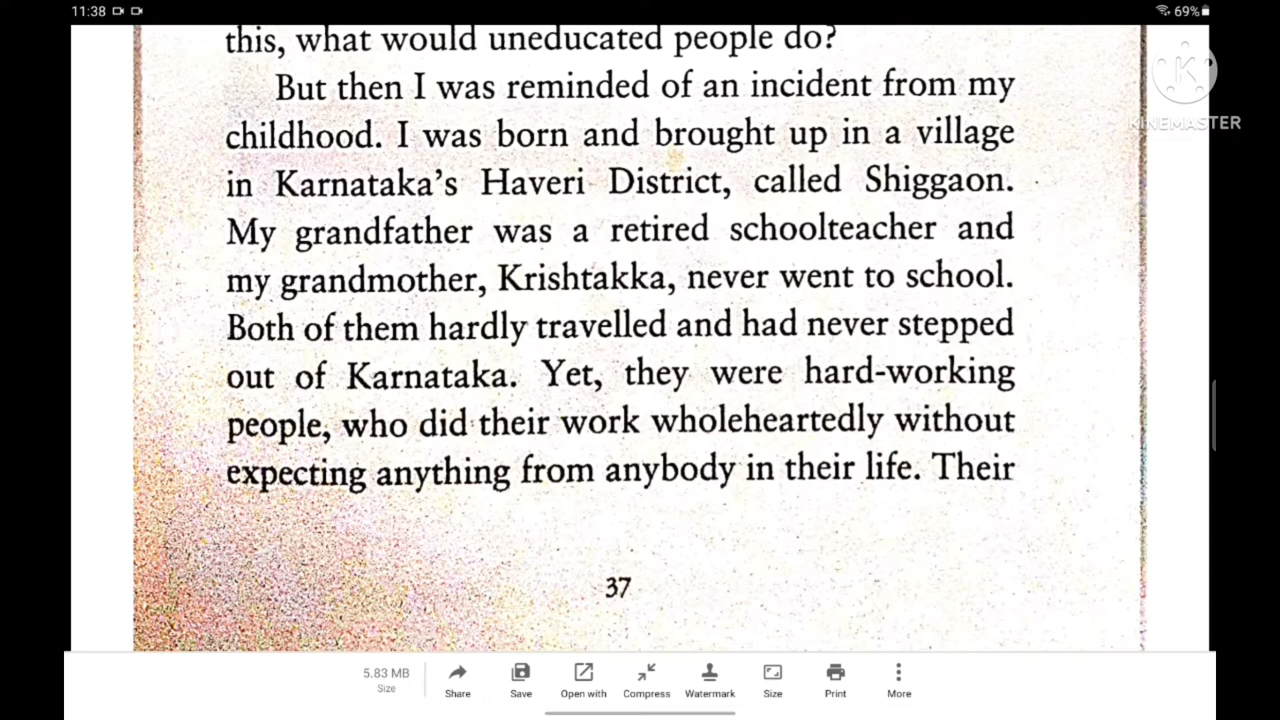 11:38
69%
this, what would uneducated people do?
But then I was reminded of an incident from my
childhood. I was born and brought up in a village
in Karnataka's Haveri District, called Shiggaon.
My grandfather was a retired schoolteacher and
my grandmother, Krishtakka, never went to school.
Both of them hardly travelled and had never stepped
out of Karnataka. Yet, they were hard-working
people, who did their work wholeheartedly without
expecting anything from anybody in their life. Their
37
K
KINEMASTER
5.83 MB
Size
Share
Save
Open with
Compress
Watermark
Size
Print
More